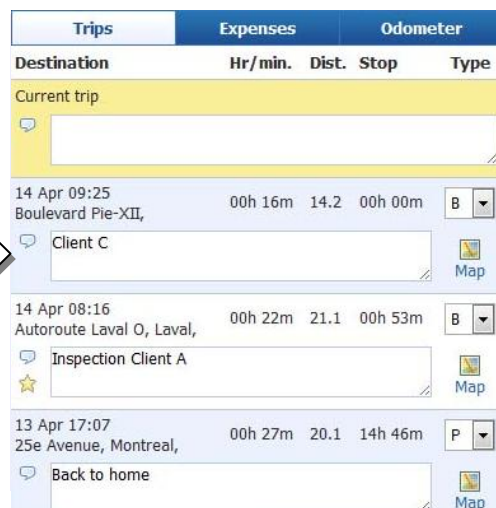 Trips Expenses Odometer
Destination Hr/min. Dist. Stop Type
Current trip
14 Apr 09:25
Boulevard Pie-XII, 00h 16m 14.2 00h 00m B
Client C
Map
14 Apr 08:16
Autoroute Laval O, Laval, 00h 22m 21.1 00h 53m B
Inspection Client A
Map
13 Apr 17:07
25e Avenue, Montreal, 00h 27m 20.1 14h 46m P
Back to home
Map